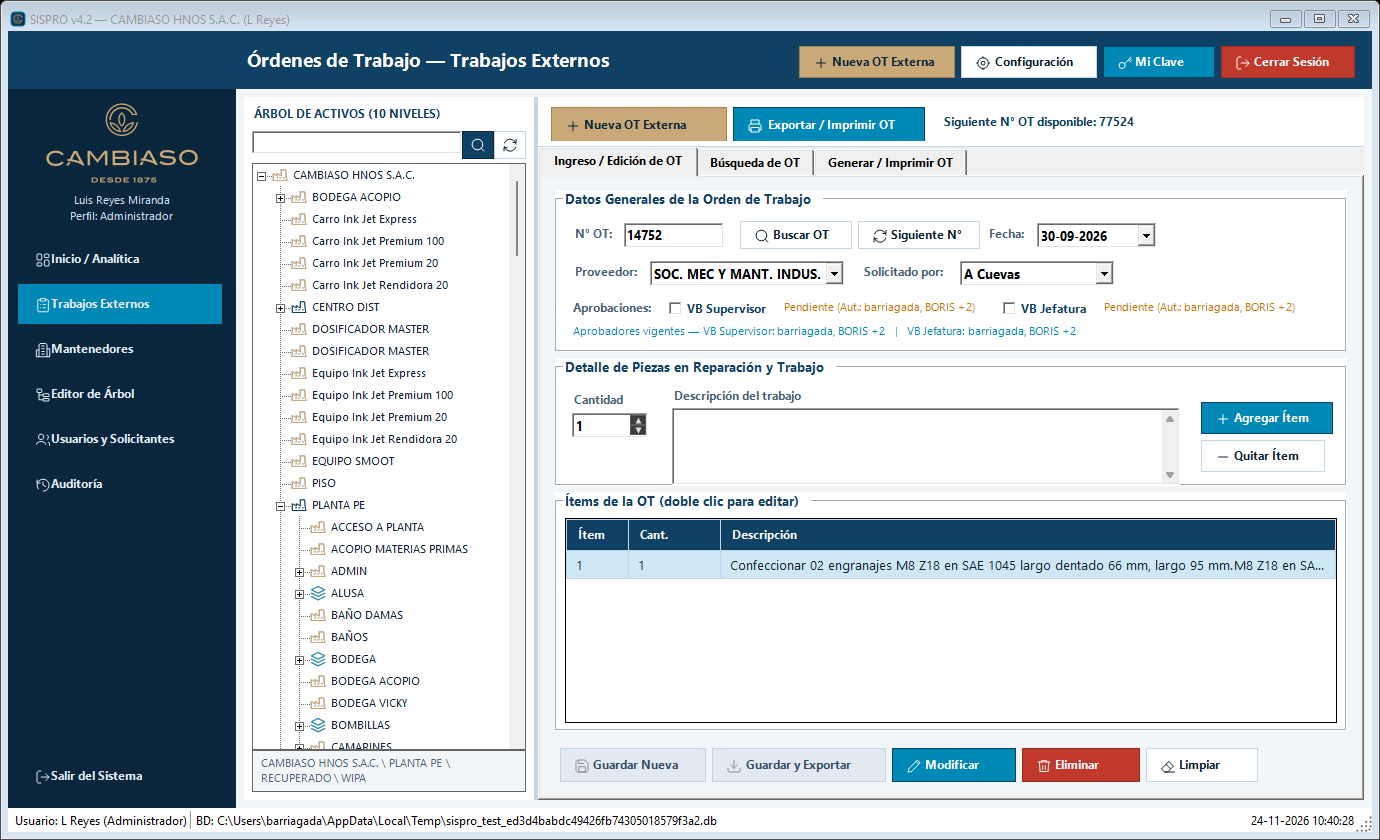 SISPRO v4.2 — CAMBIASO HNOS S.A.C. (L Reyes)
Órdenes de Trabajo — Trabajos Externos
Nueva OT Externa
Configuración
Mi Clave
Cerrar Sesión
CAMBIASO
DESDE 1875
Luis Reyes Miranda
Perfil: Administrador
Inicio / Analítica
Trabajos Externos
Mantenedores
Editor de Árbol
Usuarios y Solicitantes
Auditoría
Salir del Sistema
ÁRBOL DE ACTIVOS (10 NIVELES)
CAMBIASO HNOS S.A.C.
BODEGA ACOPIO
Carro Ink Jet Express
Carro Ink Jet Premium 100
Carro Ink Jet Premium 20
Carro Ink Jet Rendidora 20
CENTRO DIST
DOSIFICADOR MASTER
DOSIFICADOR MASTER
Equipo Ink Jet Express
Equipo Ink Jet Premium 100
Equipo Ink Jet Premium 20
Equipo Ink Jet Rendidora 20
EQUIPO SMOOT
PISO
PLANTA PE
ACCESO A PLANTA
ACOPIO MATERIAS PRIMAS
ADMIN
ALUSA
BAÑO DAMAS
BAÑOS
BODEGA
BODEGA ACOPIO
BODEGA VICKY
BOMBILLAS
CAMARINES
CAMBIASO HNOS S.A.C. \ PLANTA PE \
RECUPERADO \ WIPA
Nueva OT Externa
Exportar / Imprimir OT
Siguiente N° OT disponible: 77524
Ingreso / Edición de OT
Búsqueda de OT
Generar / Imprimir OT
Datos Generales de la Orden de Trabajo
N° OT:
14752
Buscar OT
Siguiente N°
Fecha:
30-09-2026
Proveedor:
SOC. MEC Y MANT. INDUS.
Solicitado por:
A Cuevas
Aprobaciones:
VB Supervisor
Pendiente (Aut.: barriagada, BORIS +2)
VB Jefatura
Pendiente (Aut.: barriagada, BORIS +2)
Aprobadores vigentes — VB Supervisor: barriagada, BORIS +2 | VB Jefatura: barriagada, BORIS +2
Detalle de Piezas en Reparación y Trabajo
Cantidad
Descripción del trabajo
1
Agregar Ítem
Quitar Ítem
Ítems de la OT (doble clic para editar)
Ítem
Cant.
Descripción
1
1
Confeccionar 02 engranajes M8 Z18 en SAE 1045 largo dentado 66 mm, largo 95 mm.M8 Z18 en SA...
Guardar Nueva
Guardar y Exportar
Modificar
Eliminar
Limpiar
Usuario: L Reyes (Administrador)
BD: C:\Users\barriagada\AppData\Local\Temp\sispro_test_ed3d4babdc49426fb74305018579f3a2.db
24-11-2026 10:40:28